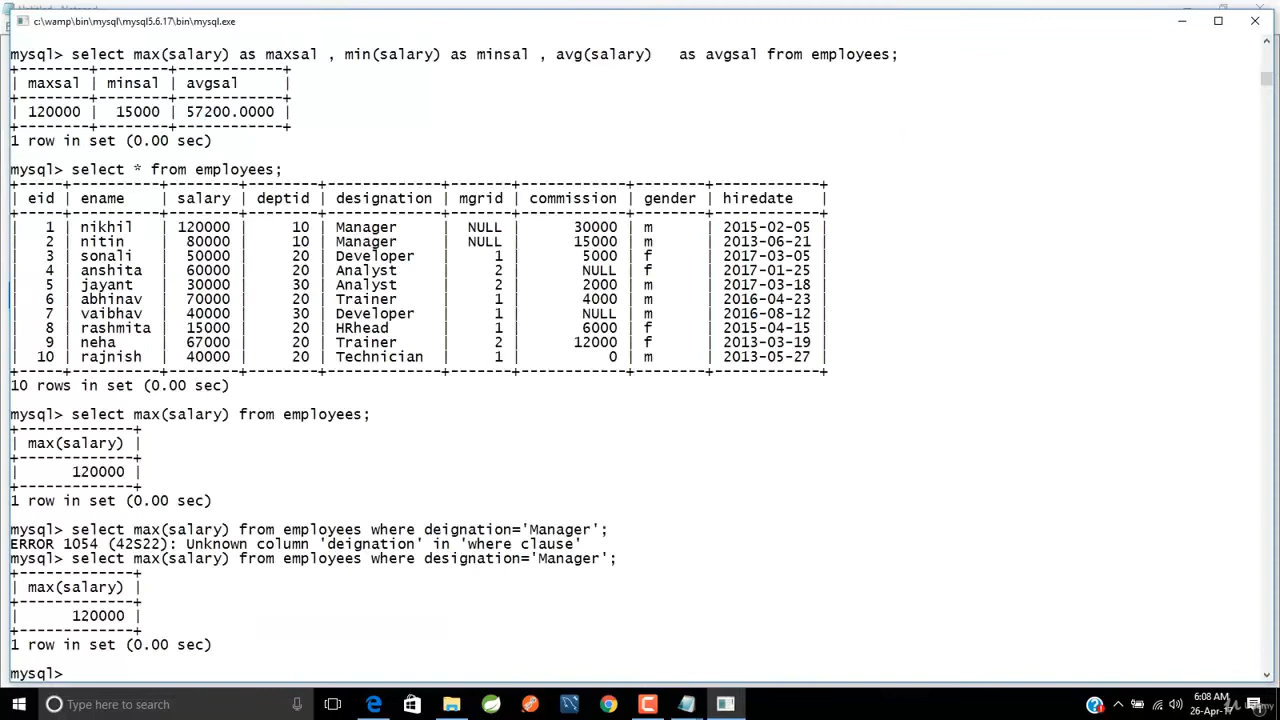 c:\wamp\bin\mysql\mysql5.6.17\bin\mysql.exe
mysql> select max(salary) as maxsal , min(salary) as minsal , avg(salary)   as avgsal from employees;
+--------+--------+------------+
| maxsal | minsal | avgsal     |
+--------+--------+------------+
| 120000 |  15000 | 57200.0000 |
+--------+--------+------------+
1 row in set (0.00 sec)
mysql> select * from employees;
+-----+----------+--------+--------+-------------+-------+------------+--------+------------+
| eid | ename    | salary | deptid | designation | mgrid | commission | gender | hiredate   |
+-----+----------+--------+--------+-------------+-------+------------+--------+------------+
|   1 | nikhil   | 120000 |     10 | Manager     |  NULL |      30000 | m      | 2015-02-05 |
|   2 | nitin    |  80000 |     10 | Manager     |  NULL |      15000 | m      | 2013-06-21 |
|   3 | sonali   |  50000 |     20 | Developer   |     1 |       5000 | f      | 2017-03-05 |
|   4 | anshita  |  60000 |     20 | Analyst     |     2 |       NULL | f      | 2017-01-25 |
|   5 | jayant   |  30000 |     30 | Analyst     |     2 |       2000 | m      | 2017-03-18 |
|   6 | abhinav  |  70000 |     20 | Trainer     |     1 |       4000 | m      | 2016-04-23 |
|   7 | vaibhav  |  40000 |     30 | Developer   |     1 |       NULL | m      | 2016-08-12 |
|   8 | rashmita |  15000 |     20 | HRhead      |     1 |       6000 | f      | 2015-04-15 |
|   9 | neha     |  67000 |     20 | Trainer     |     2 |      12000 | f      | 2013-03-19 |
|  10 | rajnish  |  40000 |     20 | Technician  |     1 |          0 | m      | 2013-05-27 |
+-----+----------+--------+--------+-------------+-------+------------+--------+------------+
10 rows in set (0.00 sec)
mysql> select max(salary) from employees;
+-------------+
| max(salary) |
+-------------+
|      120000 |
+-------------+
1 row in set (0.00 sec)
mysql> select max(salary) from employees where deignation='Manager';
ERROR 1054 (42S22): Unknown column 'deignation' in 'where clause'
mysql> select max(salary) from employees where designation='Manager';
+-------------+
| max(salary) |
+-------------+
|      120000 |
+-------------+
1 row in set (0.00 sec)
mysql>
Type here to search
6:08 AM
26-Apr-17